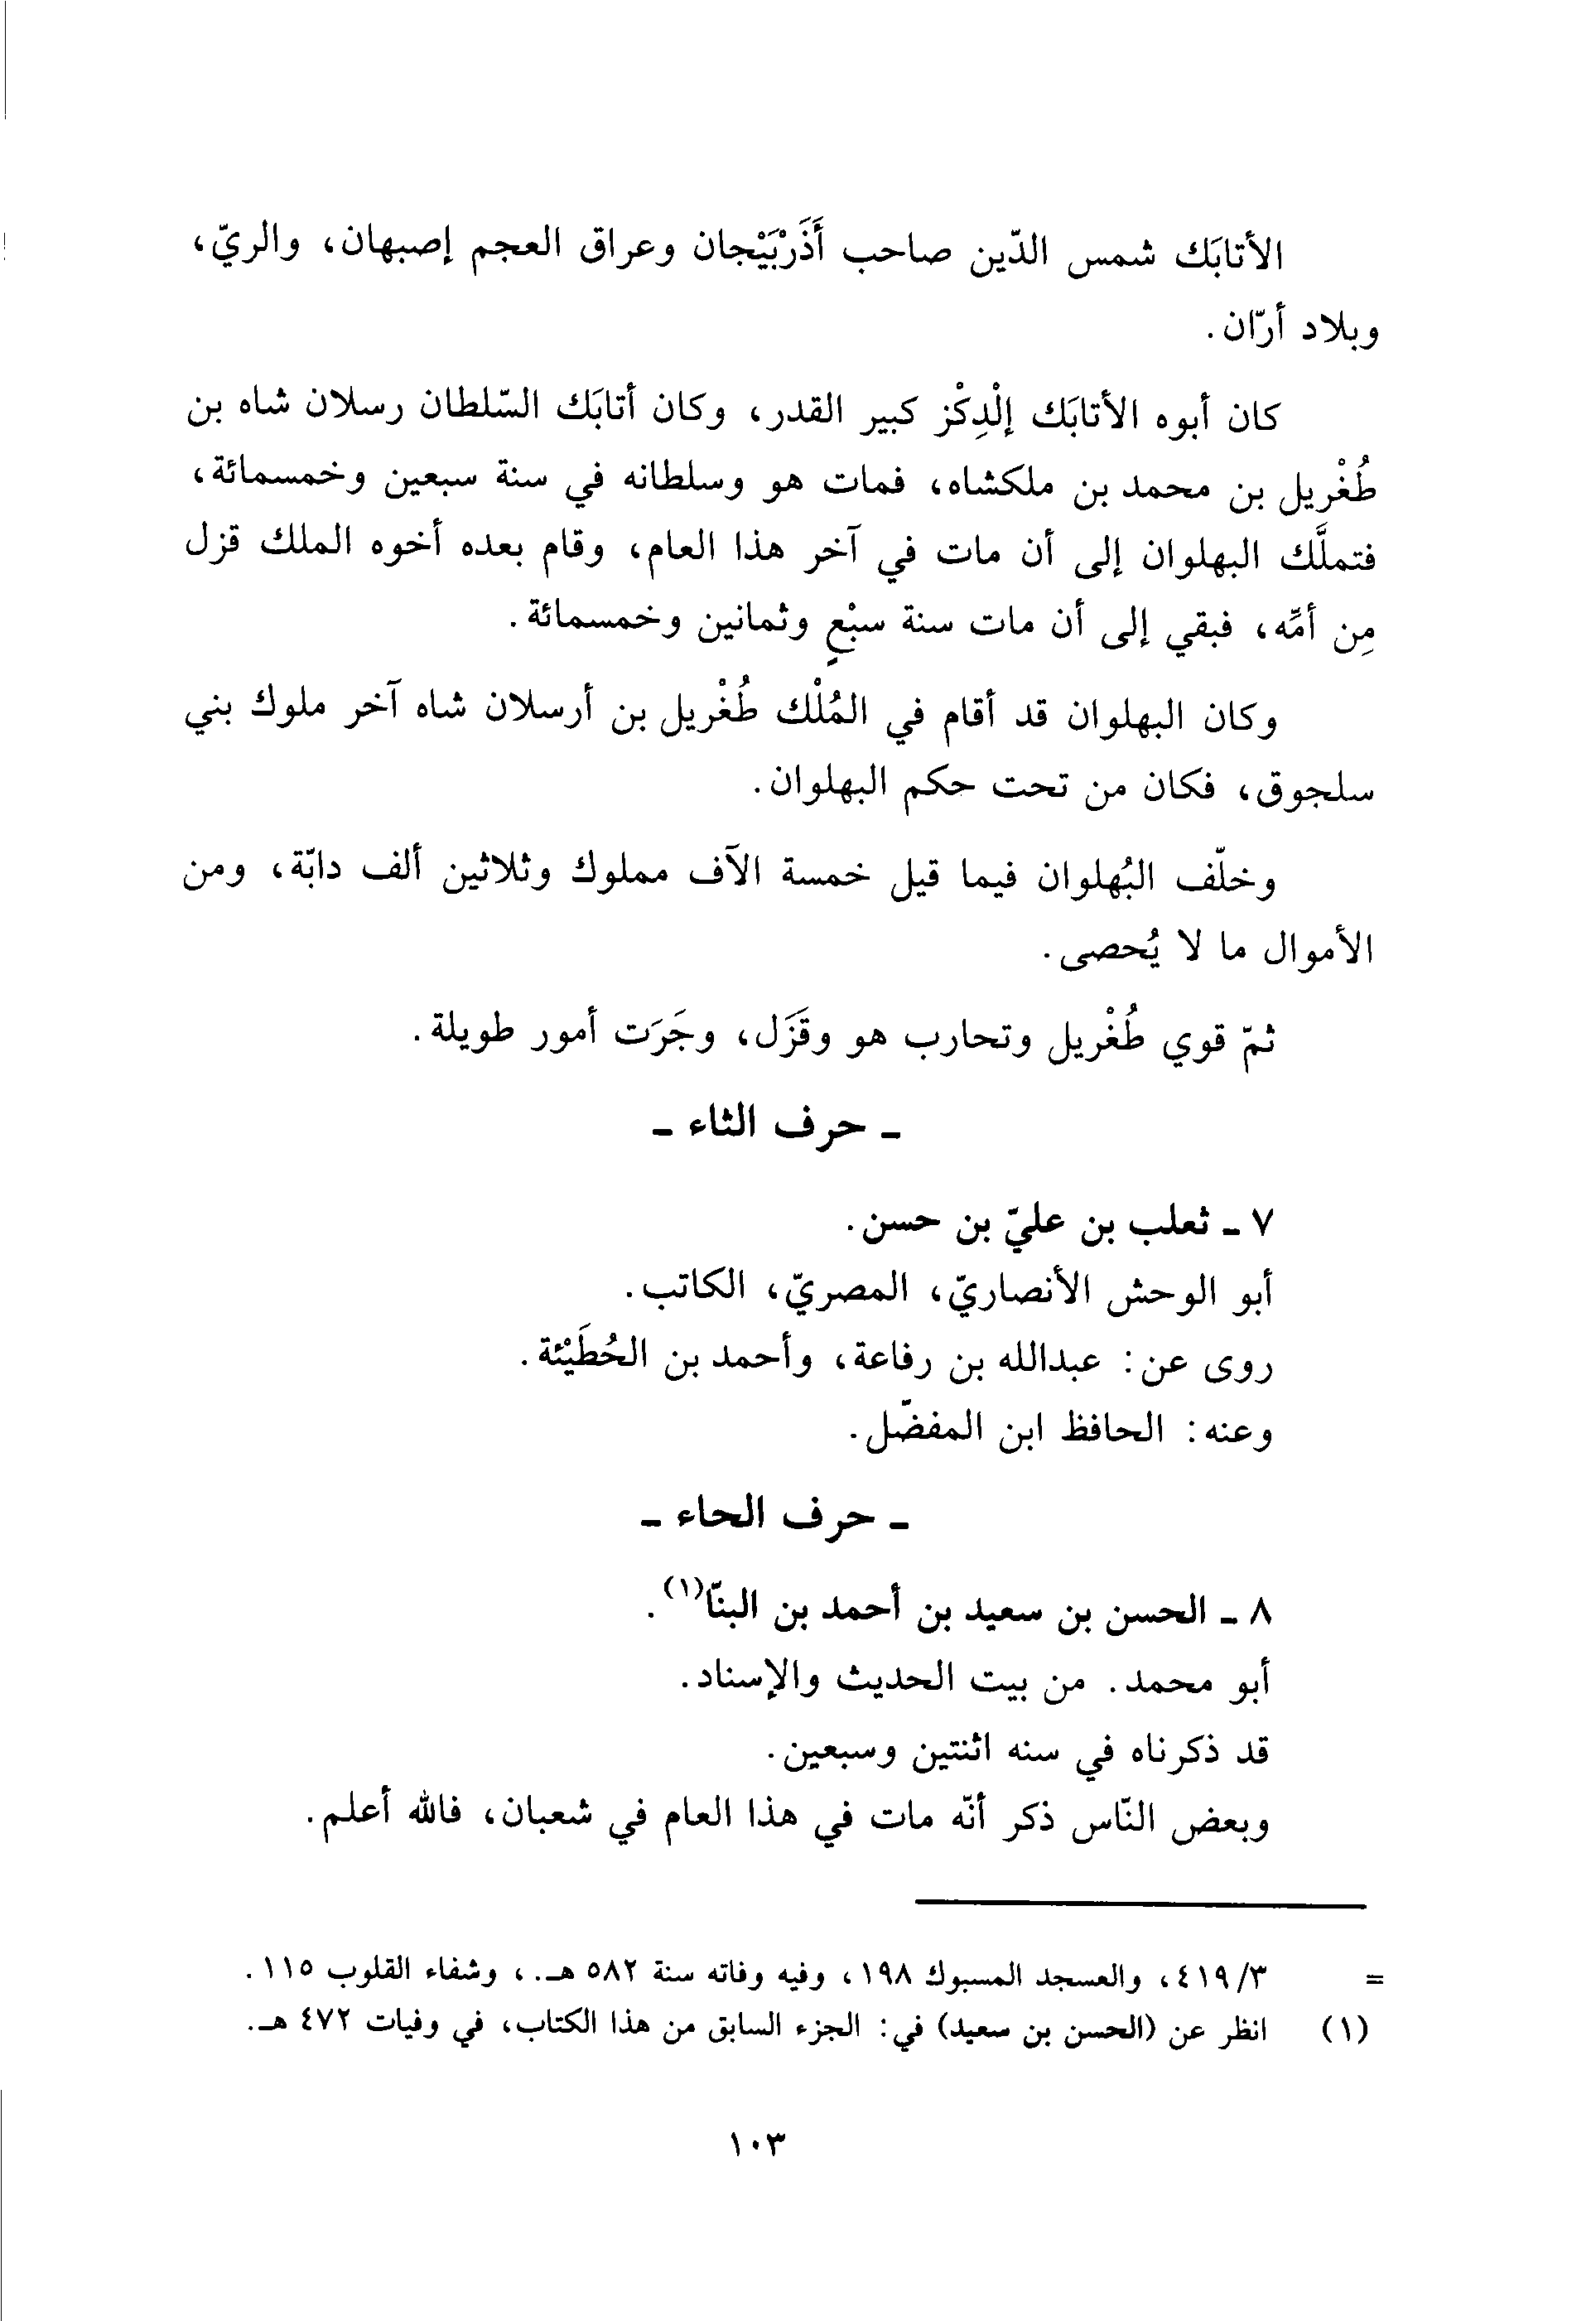 الأتابَك شمس الدّين صاحب أَذَرْبَيْجان وعراق العجم إصبهان، والريّ،
وبلاد أرّان.
كان أبوه الأتابَك إلْدِكْز كبير القدر، وكان أتابَك السّلطان رسلان شاه بن
طُغْريل بن محمد بن ملكشاه، فمات هو وسلطانه في سنة سبعين وخمسمائة،
فتملَّك البهلوان إلى أن مات في آخر هذا العام، وقام بعده أخوه الملك قزل
مِن أمّه، فبقي إلى أن مات سنة سبْعٍ وثمانين وخمسمائة.
وكان البهلوان قد أقام في المُلْك طُغْريل بن أرسلان شاه آخر ملوك بني
سلجوق، فكان من تحت حكم البهلوان.
وخلّف البُهلوان فيما قيل خمسة الآف مملوك وثلاثين ألف دابّة، ومن
الأموال ما لا يُحصى.
ثمّ قوي طُغْريل وتحارب هو وقَزَل، وجَرَت أمور طويلة.
- حرف الثاء -
٧ - ثعلب بن عليّ بن حسن.
أبو الوحش الأنصاريّ، المصريّ، الكاتب.
روى عن: عبدالله بن رفاعة، وأحمد بن الحُطَيْئة.
وعنه: الحافظ ابن المفضّل.
- حرف الحاء -
٨ - الحسن بن سعيد بن أحمد بن البنّا(١).
أبو محمد. من بيت الحديث والإسناد.
قد ذكرناه في سنه اثنتين وسبعين.
وبعض النّاس ذكر أنّه مات في هذا العام في شعبان، فالله أعلم.
= ٤١٩/٣، والعسجد المسبوك ١٩٨، وفيه وفاته سنة ٥٨٢ هـ.، وشفاء القلوب ١١٥.
(١) انظر عن (الحسن بن سعيد) في: الجزء السابق من هذا الكتاب، في وفيات ٤٧٢ هـ.
١٠٣